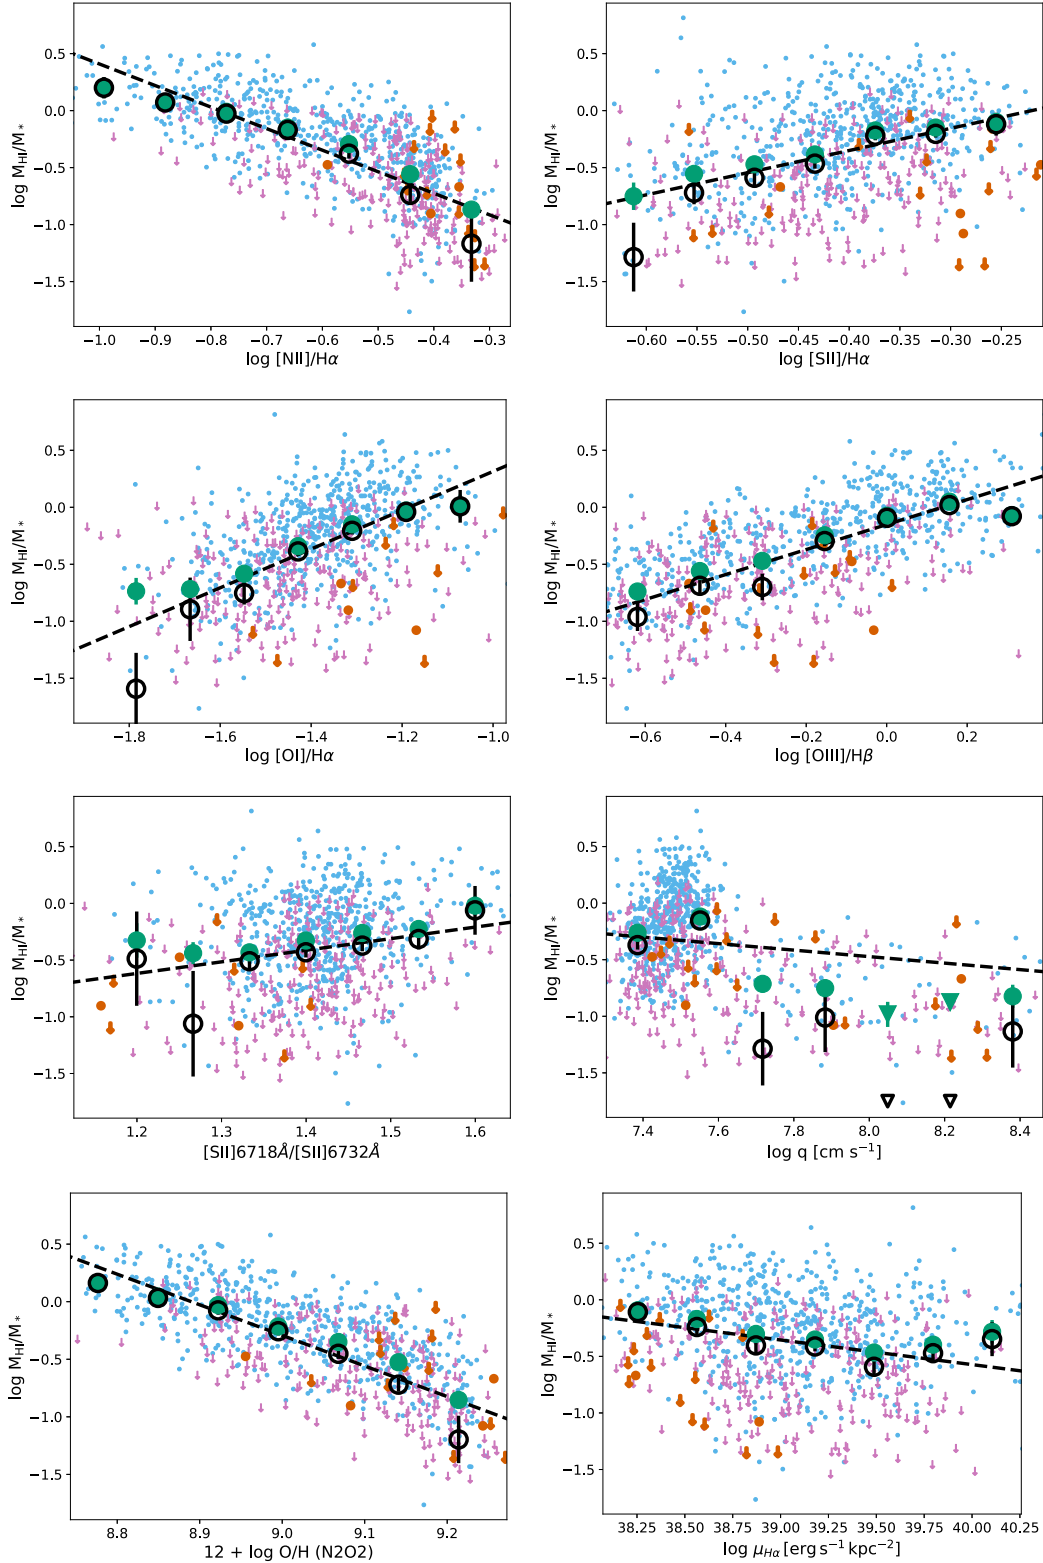 0.5
0.0
−0.5
−1.0
−1.5
log M_HI/M_*
−1.0 −0.9 −0.8 −0.7 −0.6 −0.5 −0.4 −0.3
log [NII]/Hα
0.5
0.0
−0.5
−1.0
−1.5
log M_HI/M_*
−0.60 −0.55 −0.50 −0.45 −0.40 −0.35 −0.30 −0.25
log [SII]/Hα
0.5
0.0
−0.5
−1.0
−1.5
log M_HI/M_*
−1.8 −1.6 −1.4 −1.2 −1.0
log [OI]/Hα
0.5
0.0
−0.5
−1.0
−1.5
log M_HI/M_*
−0.6 −0.4 −0.2 0.0 0.2
log [OIII]/Hβ
0.5
0.0
−0.5
−1.0
−1.5
log M_HI/M_*
1.2 1.3 1.4 1.5 1.6
[SII]6718Å/[SII]6732Å
0.5
0.0
−0.5
−1.0
−1.5
log M_HI/M_*
7.4 7.6 7.8 8.0 8.2 8.4
log q [cm s⁻¹]
0.5
0.0
−0.5
−1.0
−1.5
log M_HI/M_*
8.8 8.9 9.0 9.1 9.2
12 + log O/H (N2O2)
0.5
0.0
−0.5
−1.0
−1.5
log M_HI/M_*
38.25 38.50 38.75 39.00 39.25 39.50 39.75 40.00 40.25
log μ_Hα [erg s⁻¹ kpc⁻²]